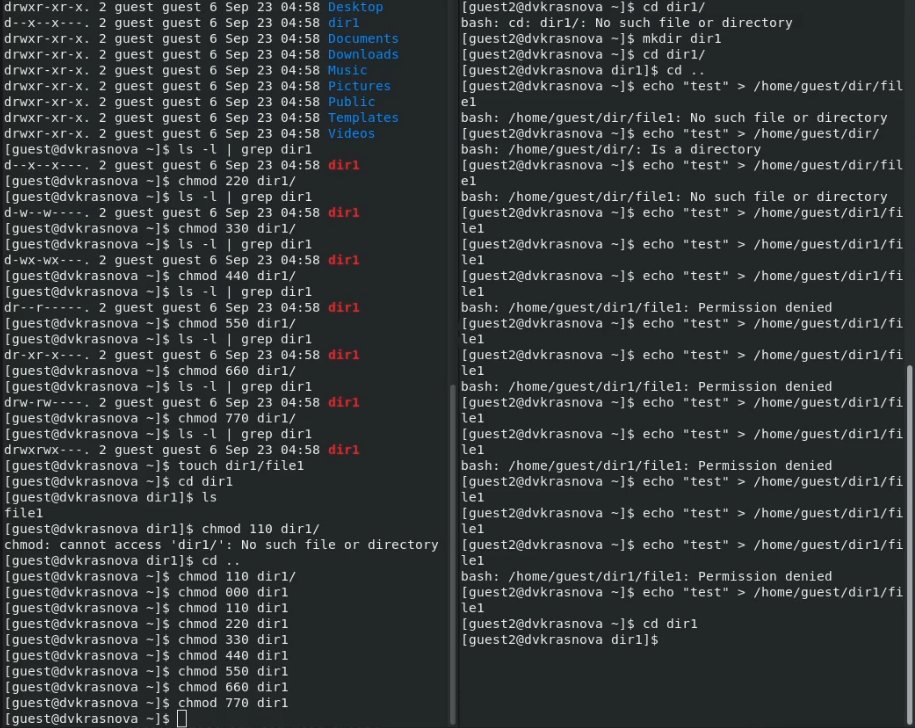 drwxr-xr-x. 2 guest guest 6 Sep 23 04:58 Desktop
d--x--x---. 2 guest guest 6 Sep 23 04:58 dir1
drwxr-xr-x. 2 guest guest 6 Sep 23 04:58 Documents
drwxr-xr-x. 2 guest guest 6 Sep 23 04:58 Downloads
drwxr-xr-x. 2 guest guest 6 Sep 23 04:58 Music
drwxr-xr-x. 2 guest guest 6 Sep 23 04:58 Pictures
drwxr-xr-x. 2 guest guest 6 Sep 23 04:58 Public
drwxr-xr-x. 2 guest guest 6 Sep 23 04:58 Templates
drwxr-xr-x. 2 guest guest 6 Sep 23 04:58 Videos
[guest@dvkrasnova ~]$ ls -l | grep dir1
d--x--x---. 2 guest guest 6 Sep 23 04:58 dir1
[guest@dvkrasnova ~]$ chmod 220 dir1/
[guest@dvkrasnova ~]$ ls -l | grep dir1
d-w--w----. 2 guest guest 6 Sep 23 04:58 dir1
[guest@dvkrasnova ~]$ chmod 330 dir1/
[guest@dvkrasnova ~]$ ls -l | grep dir1
d-wx-wx---. 2 guest guest 6 Sep 23 04:58 dir1
[guest@dvkrasnova ~]$ chmod 440 dir1/
[guest@dvkrasnova ~]$ ls -l | grep dir1
dr--r-----. 2 guest guest 6 Sep 23 04:58 dir1
[guest@dvkrasnova ~]$ chmod 550 dir1/
[guest@dvkrasnova ~]$ ls -l | grep dir1
dr-xr-x---. 2 guest guest 6 Sep 23 04:58 dir1
[guest@dvkrasnova ~]$ chmod 660 dir1/
[guest@dvkrasnova ~]$ ls -l | grep dir1
drw-rw----. 2 guest guest 6 Sep 23 04:58 dir1
[guest@dvkrasnova ~]$ chmod 770 dir1/
[guest@dvkrasnova ~]$ ls -l | grep dir1
drwxrwx---. 2 guest guest 6 Sep 23 04:58 dir1
[guest@dvkrasnova ~]$ touch dir1/file1
[guest@dvkrasnova ~]$ cd dir1
[guest@dvkrasnova dir1]$ ls
file1
[guest@dvkrasnova dir1]$ chmod 110 dir1/
chmod: cannot access 'dir1/': No such file or directory
[guest@dvkrasnova dir1]$ cd ..
[guest@dvkrasnova ~]$ chmod 110 dir1/
[guest@dvkrasnova ~]$ chmod 000 dir1
[guest@dvkrasnova ~]$ chmod 110 dir1
[guest@dvkrasnova ~]$ chmod 220 dir1
[guest@dvkrasnova ~]$ chmod 330 dir1
[guest@dvkrasnova ~]$ chmod 440 dir1
[guest@dvkrasnova ~]$ chmod 550 dir1
[guest@dvkrasnova ~]$ chmod 660 dir1
[guest@dvkrasnova ~]$ chmod 770 dir1
[guest@dvkrasnova ~]$
[guest2@dvkrasnova ~]$ cd dir1/
bash: cd: dir1/: No such file or directory
[guest2@dvkrasnova ~]$ mkdir dir1
[guest2@dvkrasnova ~]$ cd dir1/
[guest2@dvkrasnova dir1]$ cd ..
[guest2@dvkrasnova ~]$ echo "test" > /home/guest/dir/fil
e1
bash: /home/guest/dir/file1: No such file or directory
[guest2@dvkrasnova ~]$ echo "test" > /home/guest/dir/
bash: /home/guest/dir/: Is a directory
[guest2@dvkrasnova ~]$ echo "test" > /home/guest/dir/fil
e1
bash: /home/guest/dir/file1: No such file or directory
[guest2@dvkrasnova ~]$ echo "test" > /home/guest/dir1/fi
le1
[guest2@dvkrasnova ~]$ echo "test" > /home/guest/dir1/fi
le1
[guest2@dvkrasnova ~]$ echo "test" > /home/guest/dir1/fi
le1
bash: /home/guest/dir1/file1: Permission denied
[guest2@dvkrasnova ~]$ echo "test" > /home/guest/dir1/fi
le1
[guest2@dvkrasnova ~]$ echo "test" > /home/guest/dir1/fi
le1
bash: /home/guest/dir1/file1: Permission denied
[guest2@dvkrasnova ~]$ echo "test" > /home/guest/dir1/fi
le1
[guest2@dvkrasnova ~]$ echo "test" > /home/guest/dir1/fi
le1
bash: /home/guest/dir1/file1: Permission denied
[guest2@dvkrasnova ~]$ echo "test" > /home/guest/dir1/fi
le1
[guest2@dvkrasnova ~]$ echo "test" > /home/guest/dir1/fi
le1
[guest2@dvkrasnova ~]$ echo "test" > /home/guest/dir1/fi
le1
bash: /home/guest/dir1/file1: Permission denied
[guest2@dvkrasnova ~]$ echo "test" > /home/guest/dir1/fi
le1
[guest2@dvkrasnova ~]$ cd dir1
[guest2@dvkrasnova dir1]$